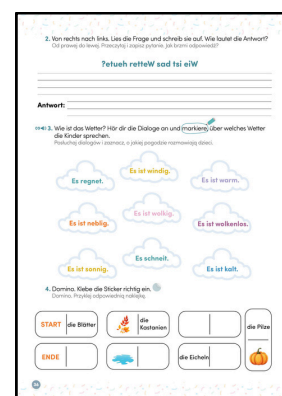 2. Von rechts nach links. Lies die Frage und schreib sie auf. Wie lautet die Antwort?
Od prawej do lewej. Przeczytaj i zapisz pytanie. Jak brzmi odpowiedź?
Wie ist das Wetter heute?
Antwort:
3. Wie ist das Wetter? Hör dir die Dialoge an und markiere, über welches Wetter
die Kinder sprechen.
Posłuchaj dialogów i zaznacz, o jakiej pogodzie rozmawiają dzieci.
Es regnet.
Es ist windig.
Es ist warm.
Es ist neblig.
Es ist wolkig.
Es ist wolkenlos.
Es ist sonnig.
Es schneit.
Es ist kalt.
4. Domino. Klebe die Sticker richtig ein.
Domino. Przyklej odpowiednią naklejkę.
START
die Blätter
die
Kastanien
die Pilze
ENDE
die Eicheln